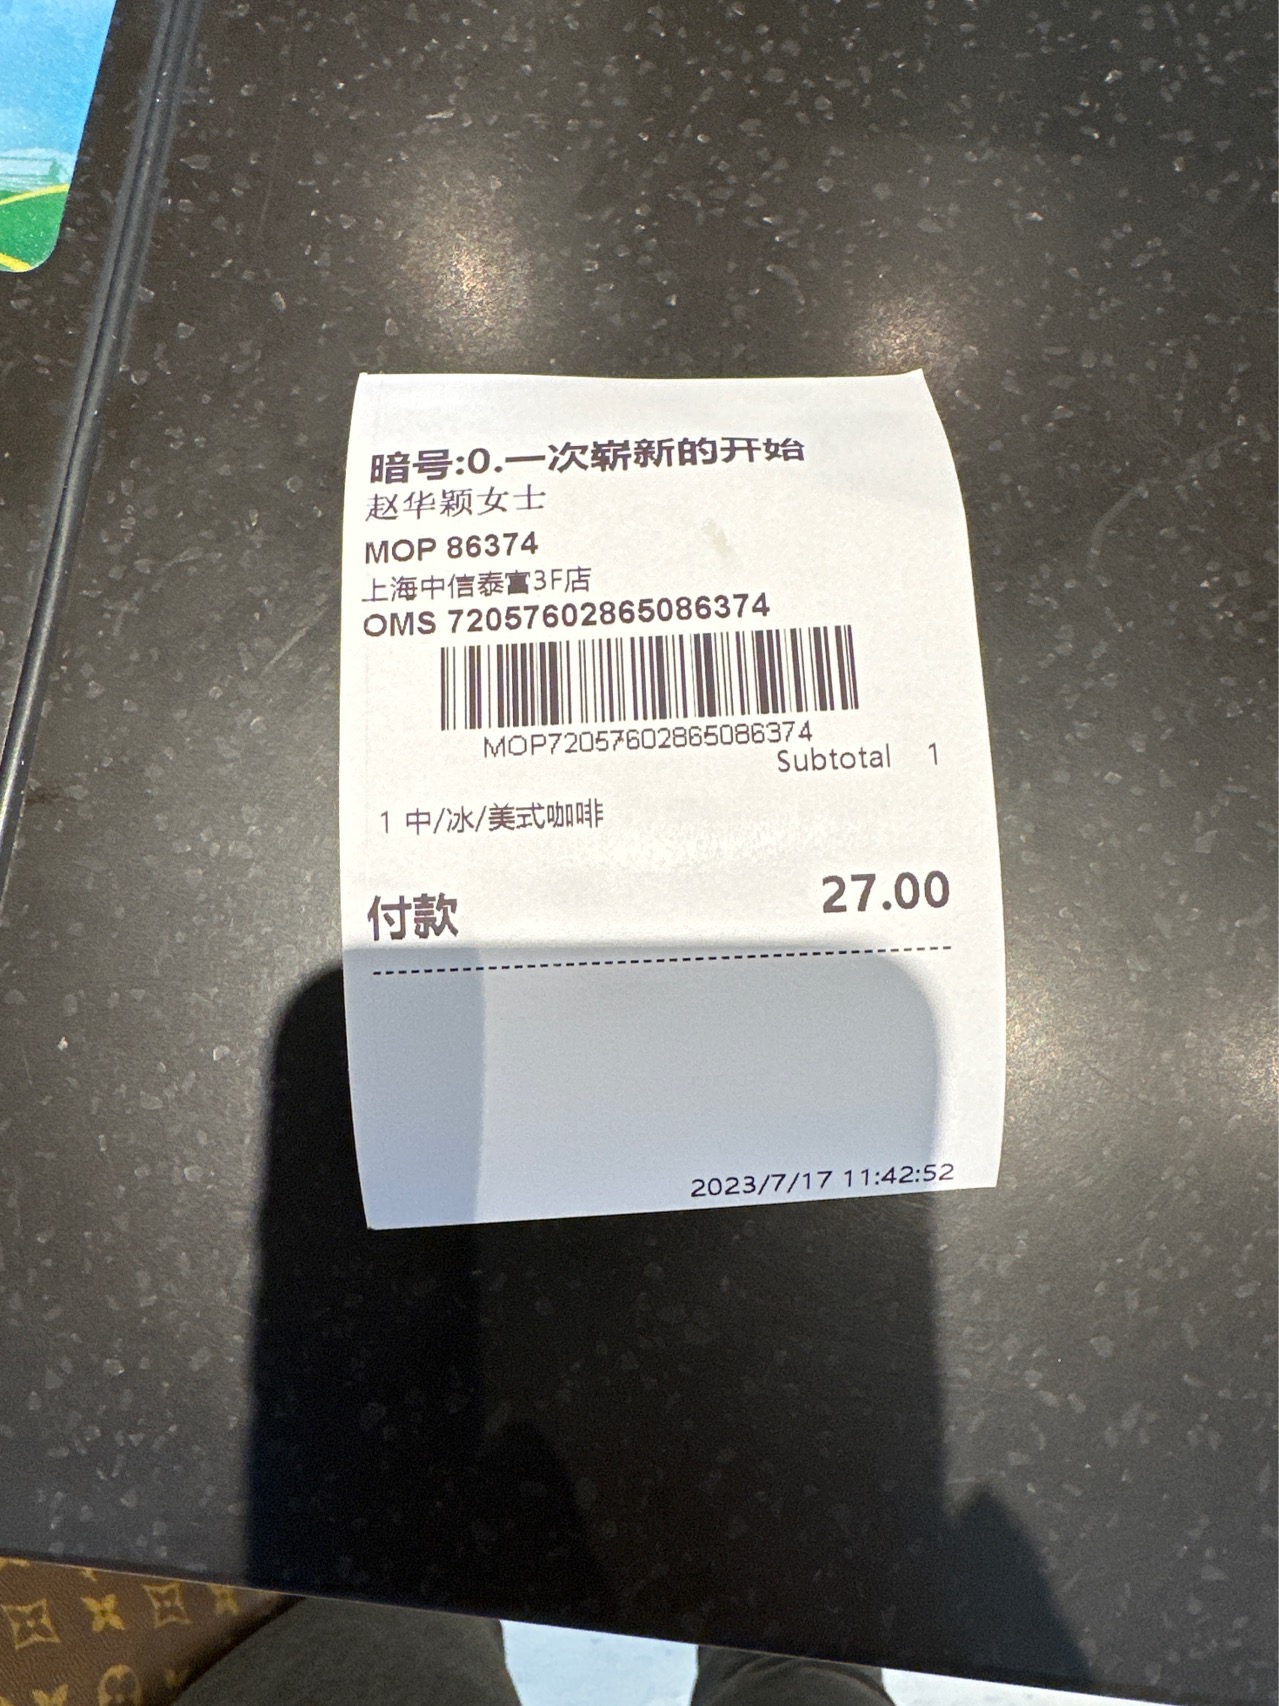 暗号:0.一次崭新的开始
赵华颖女士
MOP 86374
上海中信泰富3F店
OMS 72057602865086374
MOP72057602865086374
Subtotal 1
1 中/冰/美式咖啡
付款 27.00
2023/7/17 11:42:52